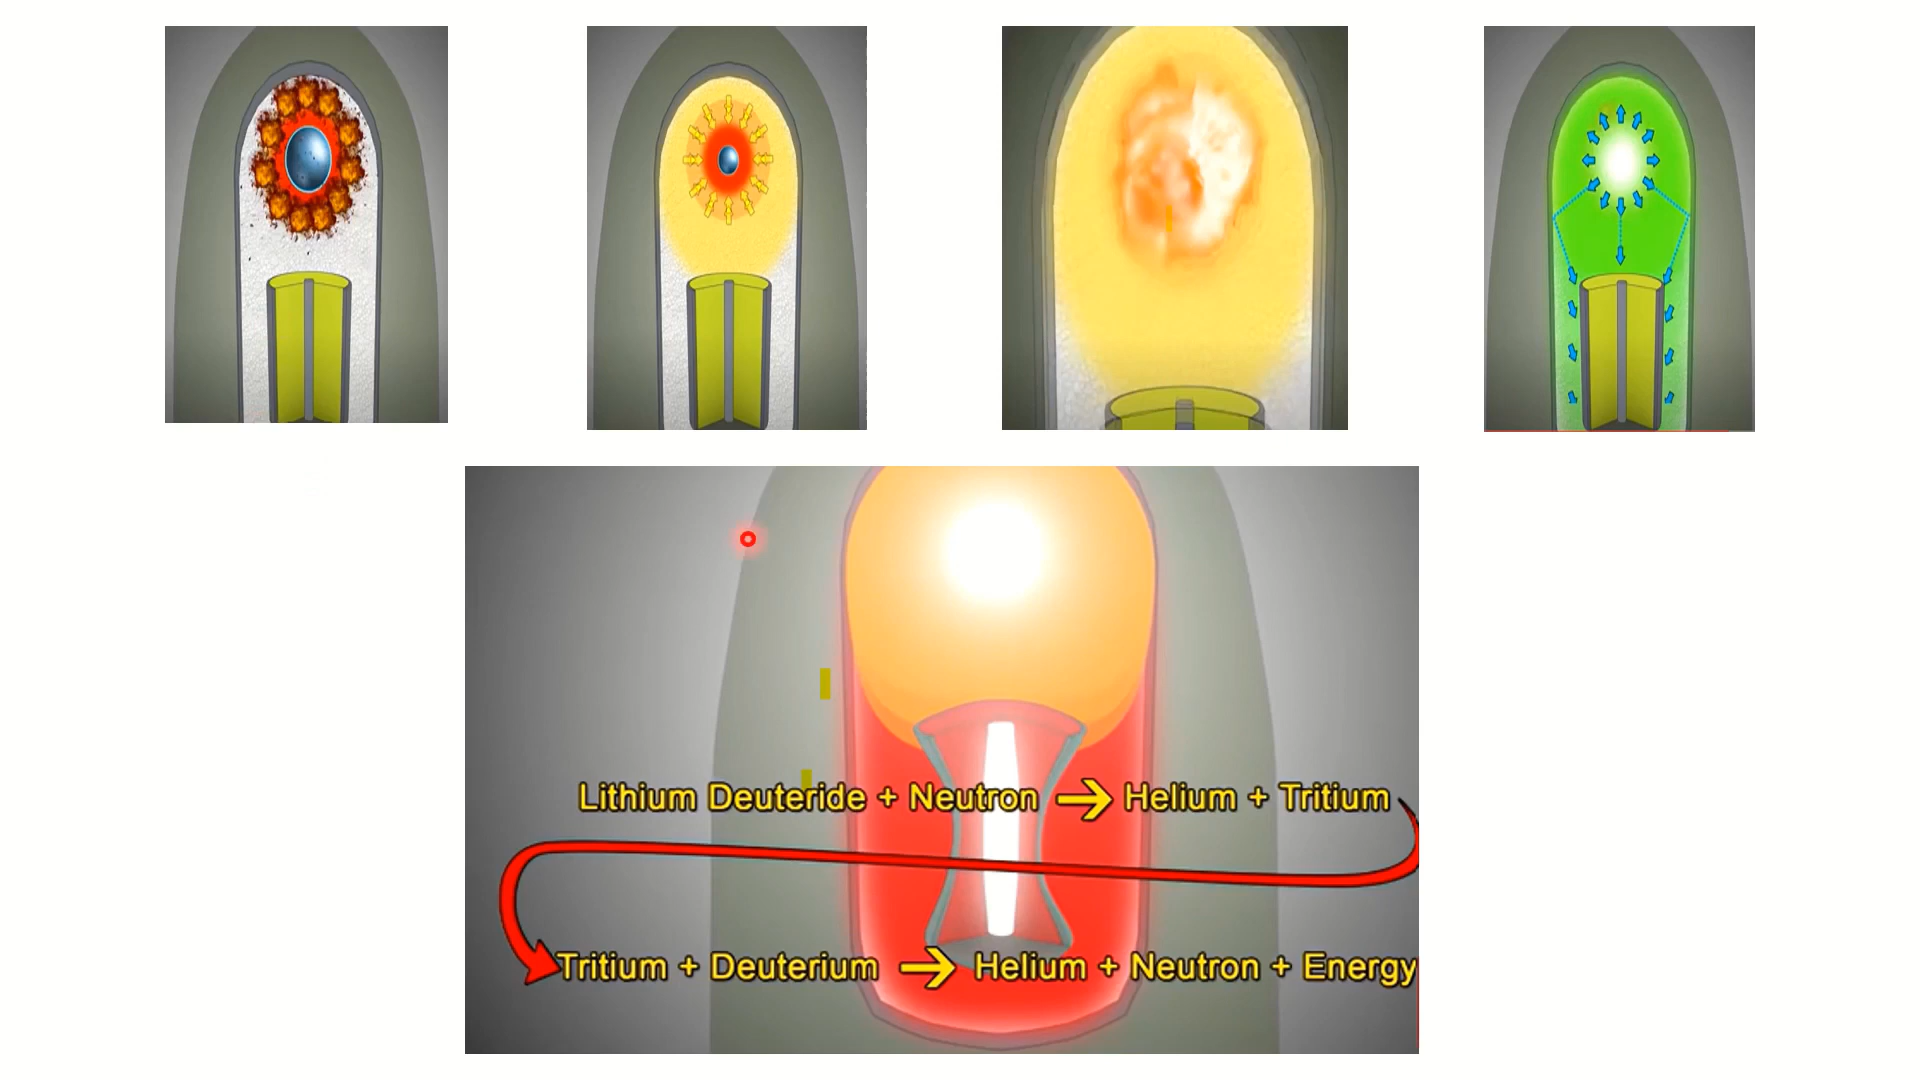 Lithium Deuteride + Neutron → Helium + Tritium
Tritium + Deuterium → Helium + Neutron + Energy